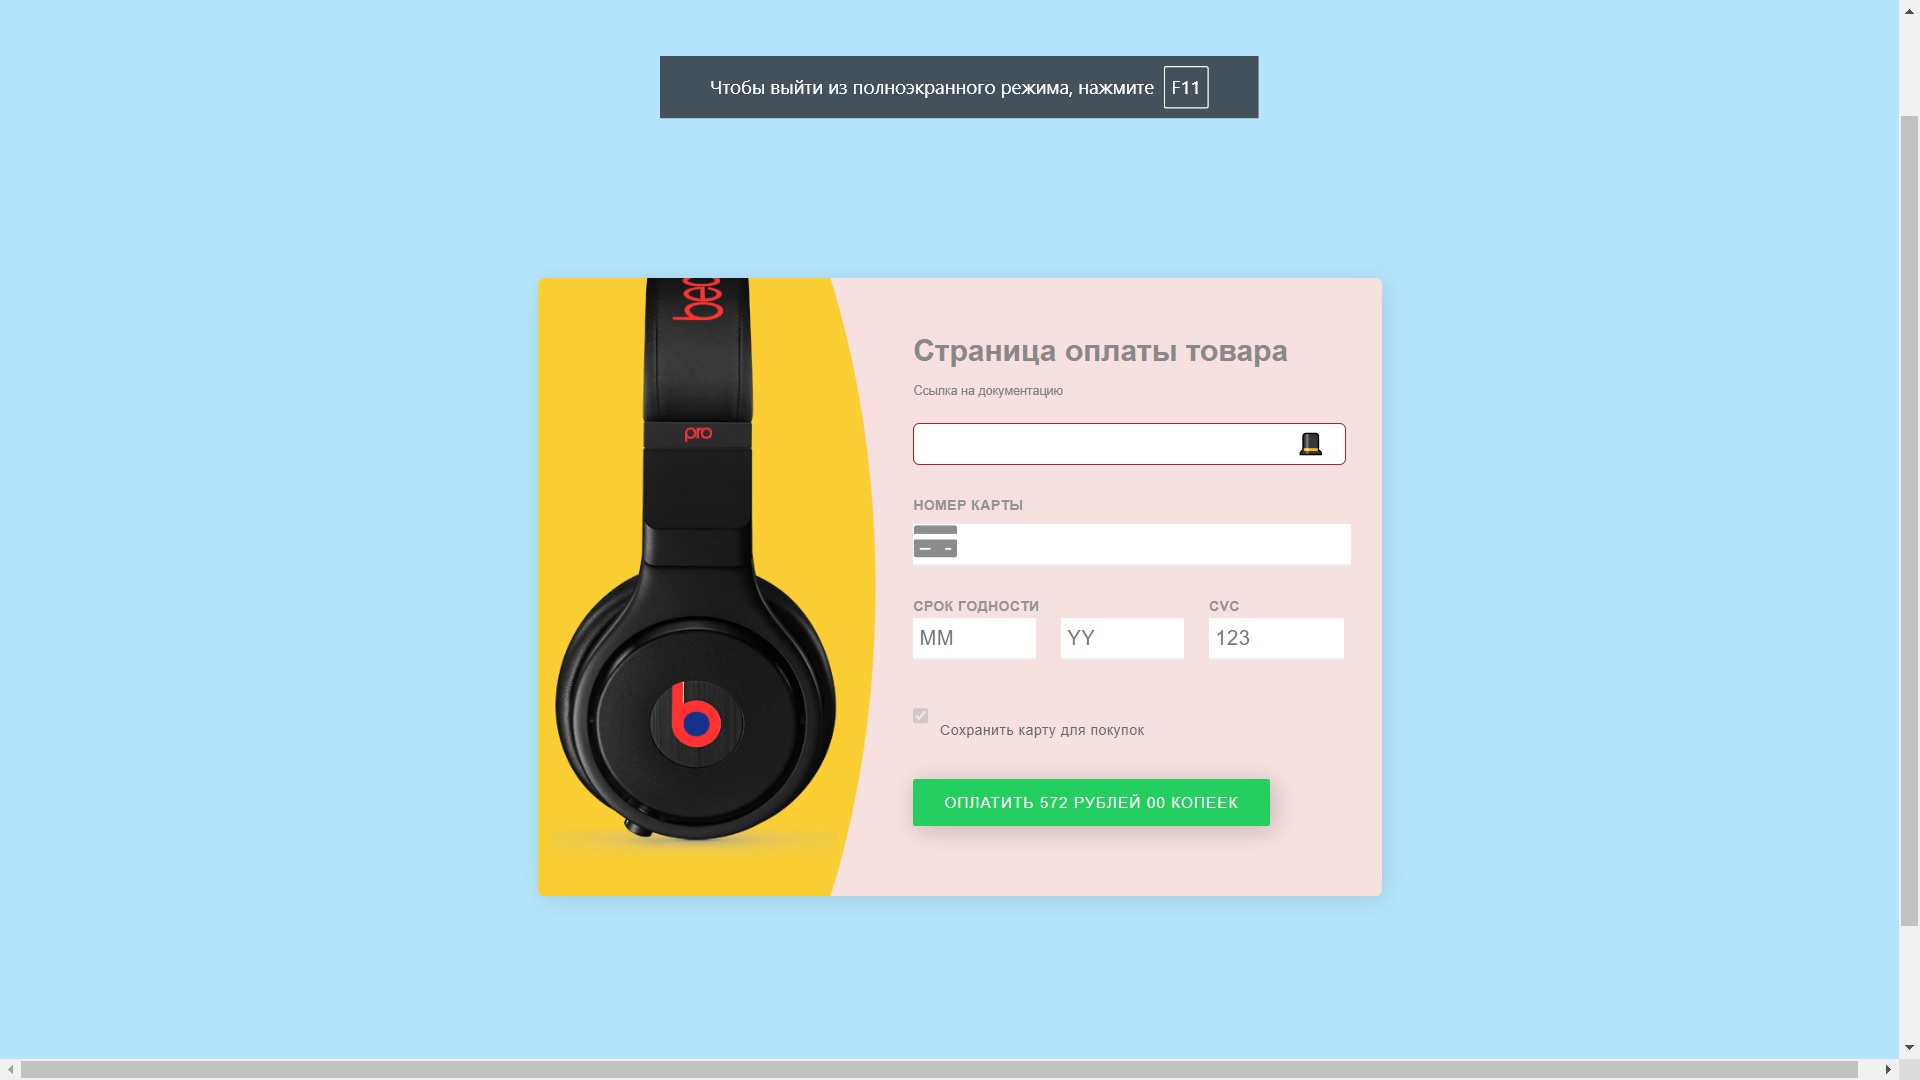 Чтобы выйти из полноэкранного режима, нажмите F11
bea
pro
b
Страница оплаты товара
Ссылка на документацию
НОМЕР КАРТЫ
СРОК ГОДНОСТИ CVC
MM YY 123
Сохранить карту для покупок
ОПЛАТИТЬ 572 РУБЛЕЙ 00 КОПЕЕК